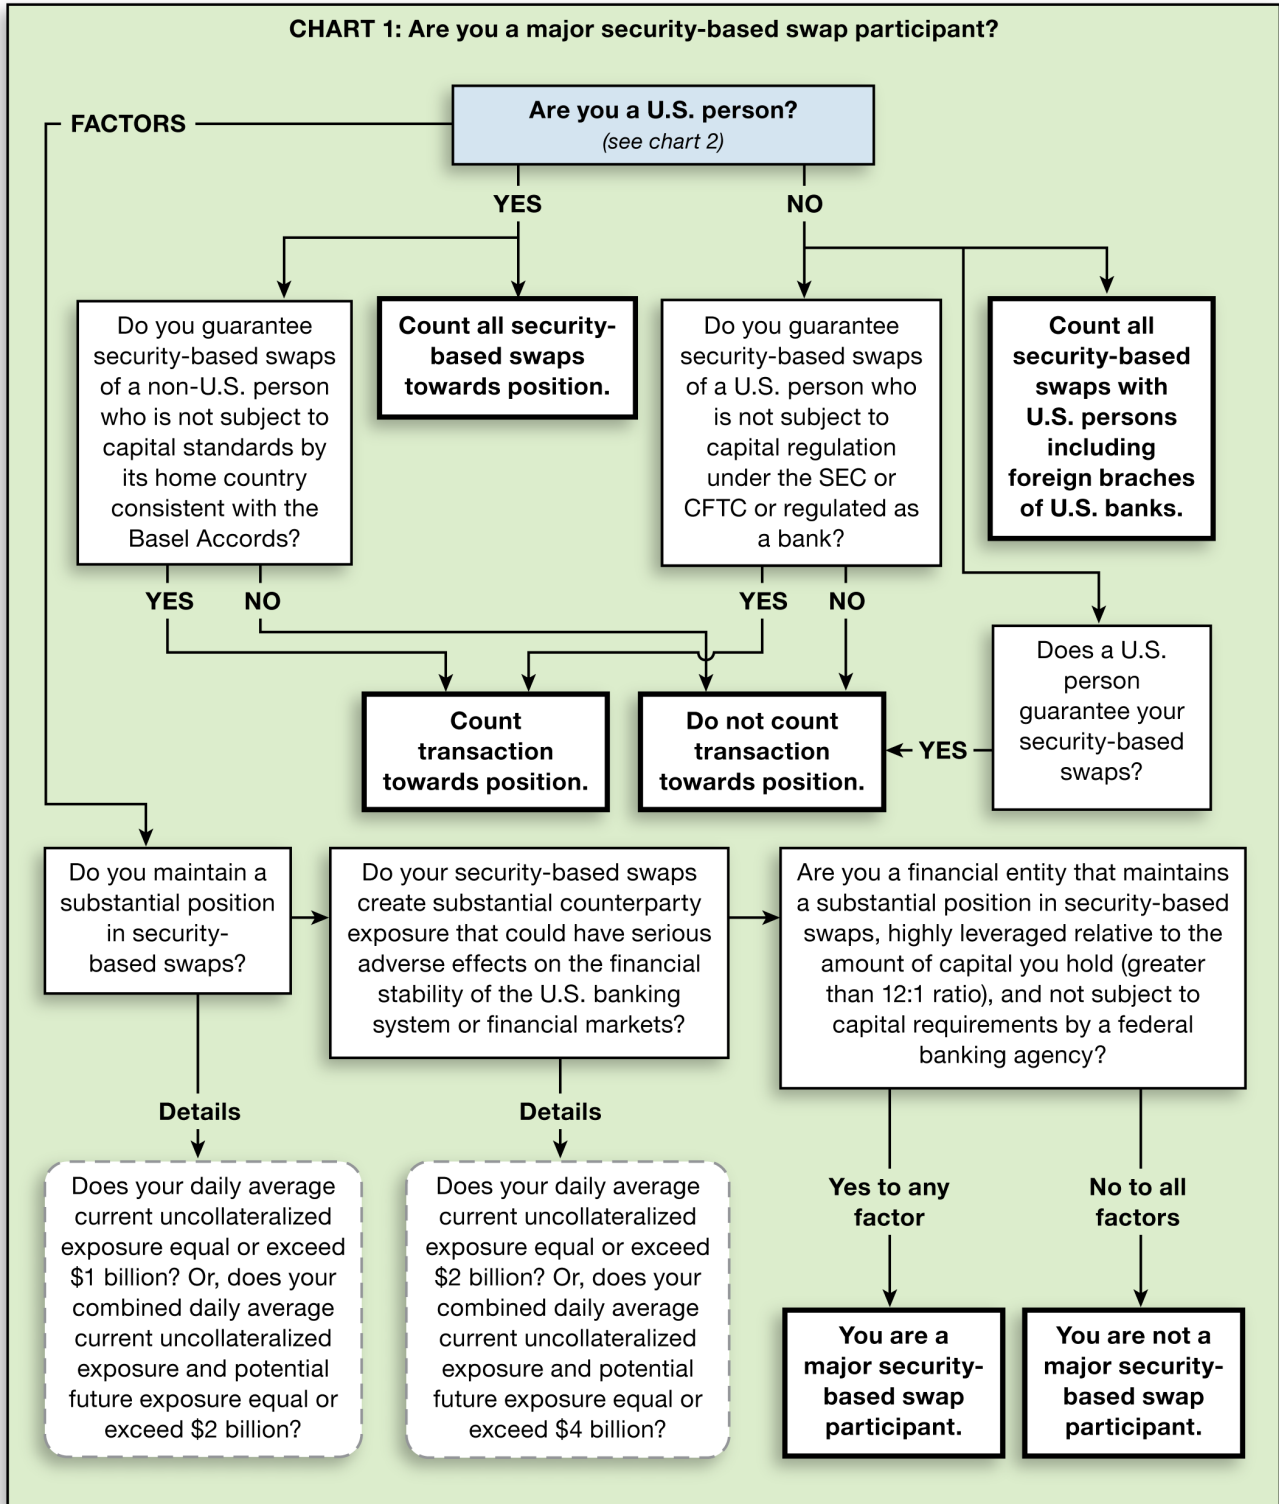 CHART 1: Are you a major security-based swap participant?
Are you a U.S. person?
(see chart 2)
FACTORS
YES
NO
Do you guarantee
security-based swaps
of a non-U.S. person
who is not subject to
capital standards by
its home country
consistent with the
Basel Accords?
Count all security-
based swaps
towards position.
Do you guarantee
security-based swaps
of a U.S. person who
is not subject to
capital regulation
under the SEC or
CFTC or regulated as
a bank?
Count all
security-based
swaps with
U.S. persons
including
foreign braches
of U.S. banks.
YES
NO
YES
NO
Does a U.S.
person
guarantee your
security-based
swaps?
YES
Count
transaction
towards position.
Do not count
transaction
towards position.
Do you maintain a
substantial position
in security-
based swaps?
Do your security-based swaps
create substantial counterparty
exposure that could have serious
adverse effects on the financial
stability of the U.S. banking
system or financial markets?
Are you a financial entity that maintains
a substantial position in security-based
swaps, highly leveraged relative to the
amount of capital you hold (greater
than 12:1 ratio), and not subject to
capital requirements by a federal
banking agency?
Details
Details
Does your daily average
current uncollateralized
exposure equal or exceed
$1 billion? Or, does your
combined daily average
current uncollateralized
exposure and potential
future exposure equal or
exceed $2 billion?
Does your daily average
current uncollateralized
exposure equal or exceed
$2 billion? Or, does your
combined daily average
current uncollateralized
exposure and potential
future exposure equal or
exceed $4 billion?
Yes to any
factor
No to all
factors
You are a
major security-
based swap
participant.
You are not a
major security-
based swap
participant.